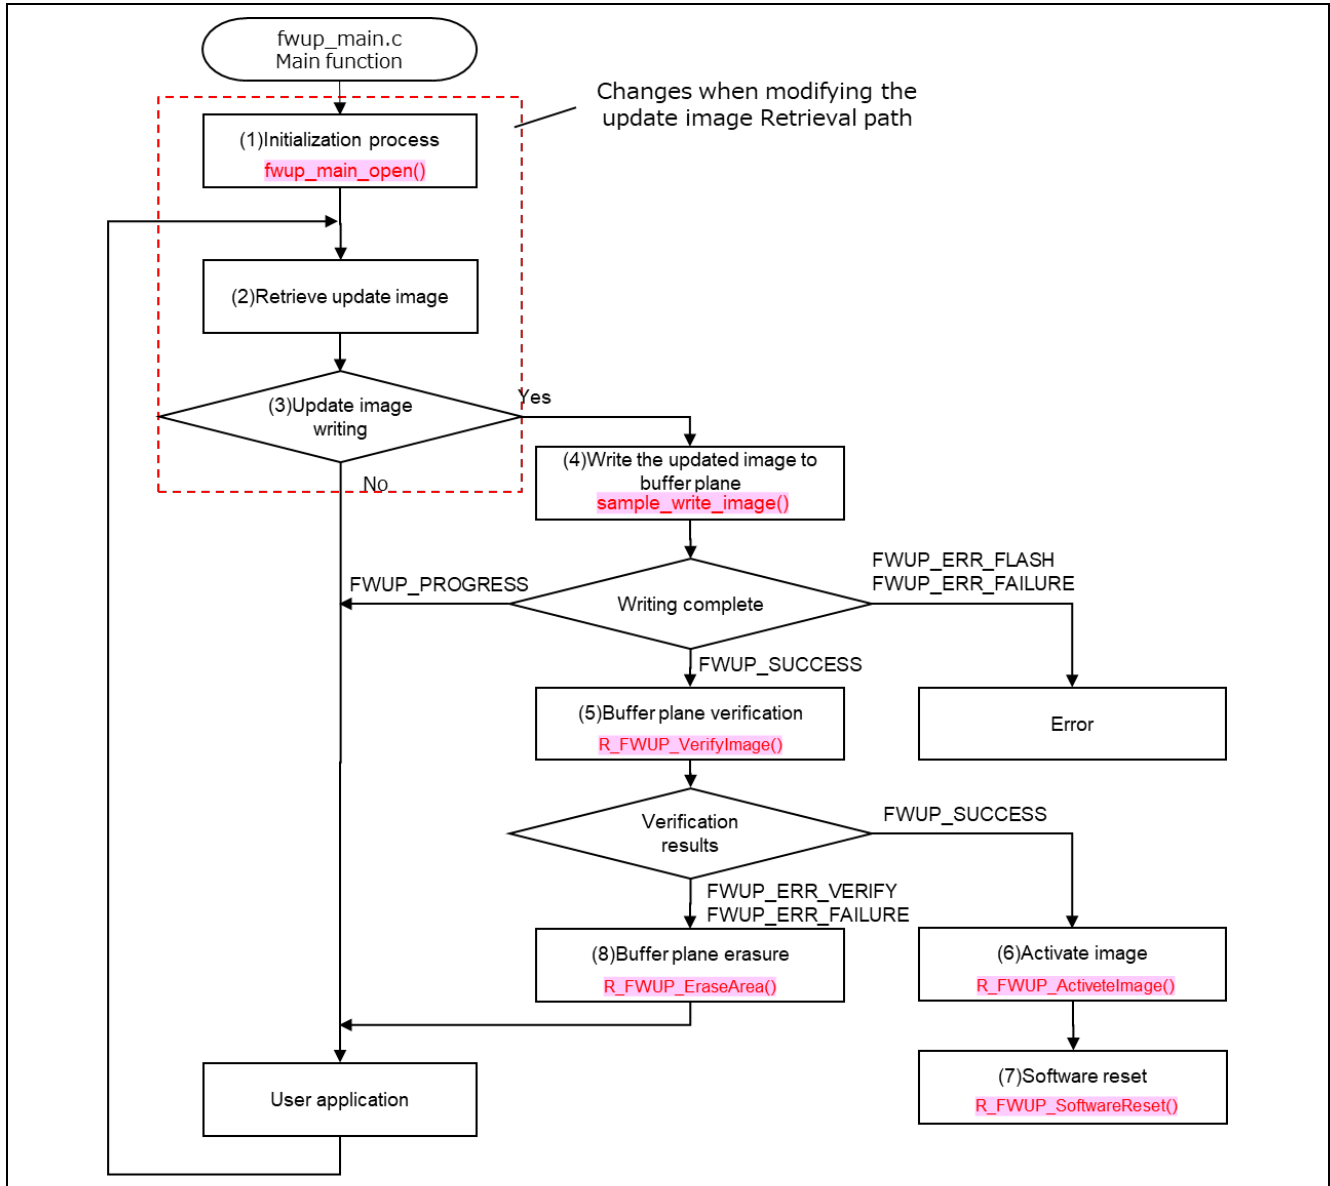 fwup_main.c
Main function
Changes when modifying the
update image Retrieval path
(1)Initialization process
fwup_main_open()
(2)Retrieve update image
(3)Update image
writing
Yes
No
(4)Write the updated image to
buffer plane
sample_write_image()
FWUP_PROGRESS
Writing complete
FWUP_ERR_FLASH
FWUP_ERR_FAILURE
FWUP_SUCCESS
(5)Buffer plane verification
R_FWUP_VerifyImage()
Error
Verification
results
FWUP_SUCCESS
FWUP_ERR_VERIFY
FWUP_ERR_FAILURE
(8)Buffer plane erasure
R_FWUP_EraseArea()
(6)Activate image
R_FWUP_ActiveteImage()
(7)Software reset
R_FWUP_SoftwareReset()
User application